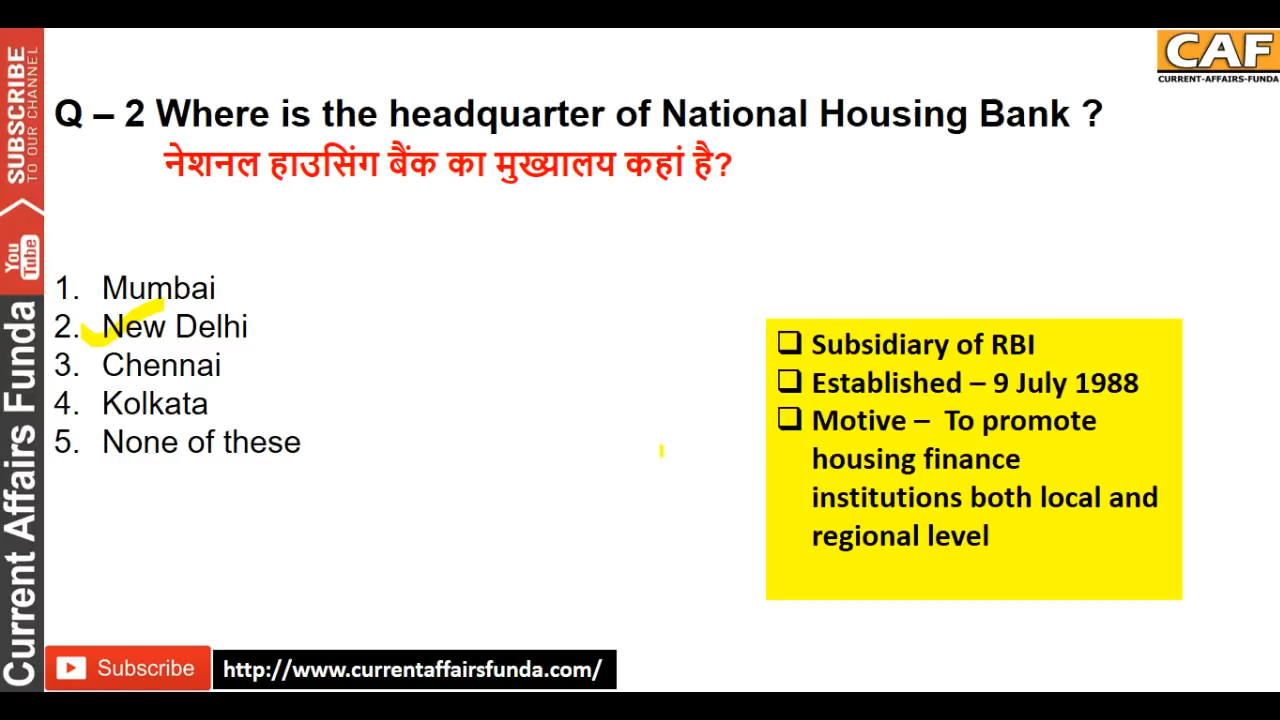 SUBSCRIBE
TO OUR CHANNEL
You
Tube
Current Affairs Funda
CAF
CURRENT-AFFAIRS-FUNDA
Q – 2 Where is the headquarter of National Housing Bank ?
नेशनल हाउसिंग बैंक का मुख्यालय कहां है?
1. Mumbai
2. New Delhi
3. Chennai
4. Kolkata
5. None of these
Subsidiary of RBI
Established – 9 July 1988
Motive – To promote
housing finance
institutions both local and
regional level
Subscribe
http://www.currentaffairsfunda.com/